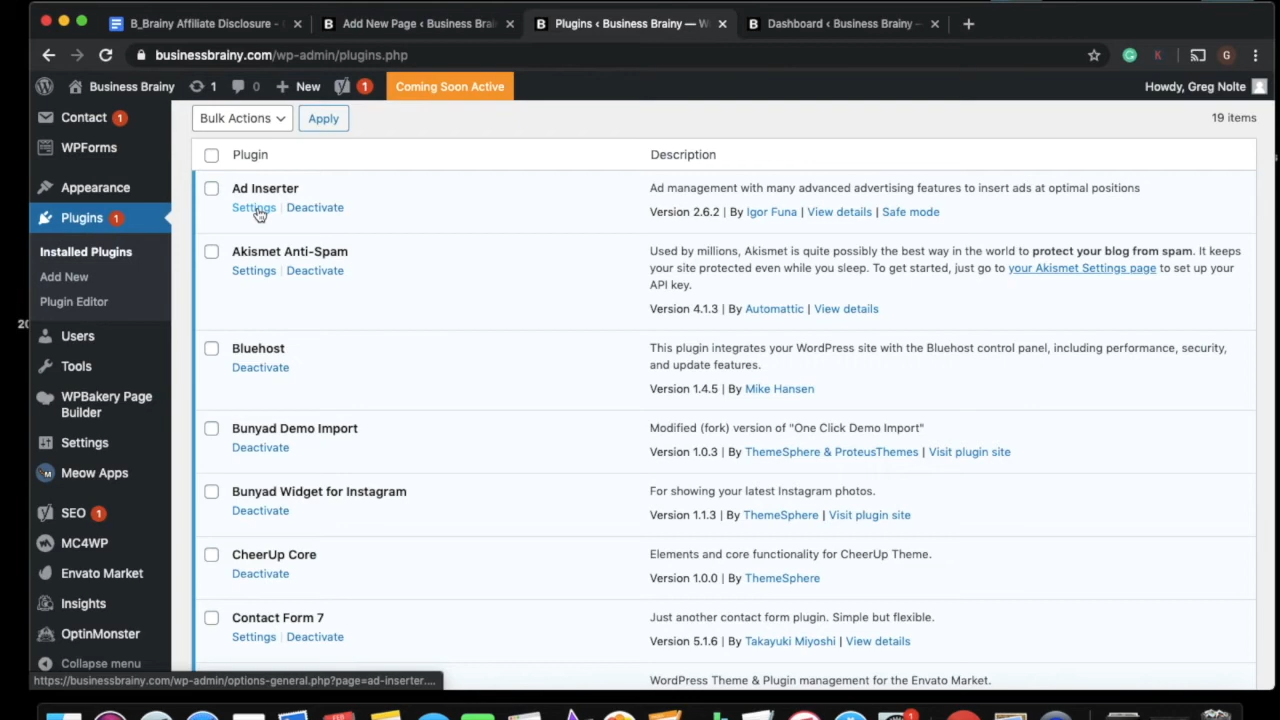 B_Brainy Affiliate Disclosure -
Add New Page ‹ Business Brai
Plugins ‹ Business Brainy — W
Dashboard ‹ Business Brainy —
businessbrainy.com/wp-admin/plugins.php
K
G
Business Brainy
1
0
New
1
Coming Soon Active
Howdy, Greg Nolte
Contact 1
WPForms
Appearance
Plugins 1
Installed Plugins
Add New
Plugin Editor
Users
Tools
WPBakery Page
Builder
Settings
Meow Apps
SEO 1
MC4WP
Envato Market
Insights
OptinMonster
Collapse menu
Bulk Actions
Apply
19 items
Plugin
Description
Ad Inserter
Settings | Deactivate
Ad management with many advanced advertising features to insert ads at optimal positions
Version 2.6.2 | By Igor Funa | View details | Safe mode
Akismet Anti-Spam
Settings | Deactivate
Used by millions, Akismet is quite possibly the best way in the world to protect your blog from spam. It keeps
your site protected even while you sleep. To get started, just go to your Akismet Settings page to set up your
API key.
Version 4.1.3 | By Automattic | View details
Bluehost
Deactivate
This plugin integrates your WordPress site with the Bluehost control panel, including performance, security,
and update features.
Version 1.4.5 | By Mike Hansen
Bunyad Demo Import
Deactivate
Modified (fork) version of "One Click Demo Import"
Version 1.0.3 | By ThemeSphere & ProteusThemes | Visit plugin site
Bunyad Widget for Instagram
Deactivate
For showing your latest Instagram photos.
Version 1.1.3 | By ThemeSphere | Visit plugin site
CheerUp Core
Deactivate
Elements and core functionality for CheerUp Theme.
Version 1.0.0 | By ThemeSphere
Contact Form 7
Settings | Deactivate
Just another contact form plugin. Simple but flexible.
Version 5.1.6 | By Takayuki Miyoshi | View details
WordPress Theme & Plugin management for the Envato Market.
https://businessbrainy.com/wp-admin/options-general.php?page=ad-inserter....
20
1